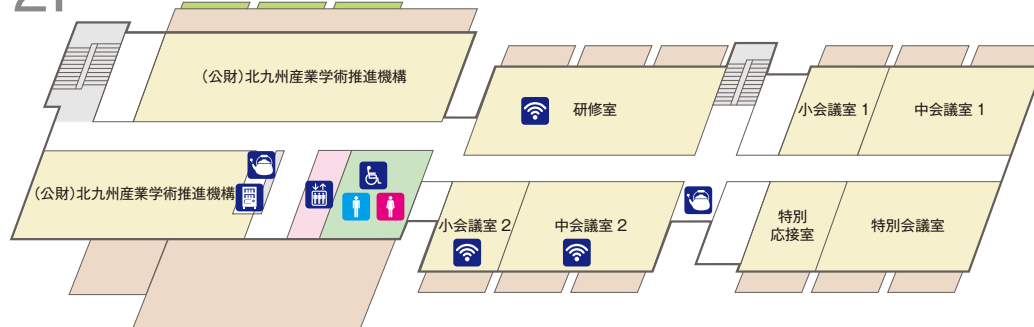 2F
(公財)北九州産業学術推進機構
研修室
小会議室 1
中会議室 1
(公財)北九州産業学術推進機構
小会議室 2
中会議室 2
特別
応接室
特別会議室